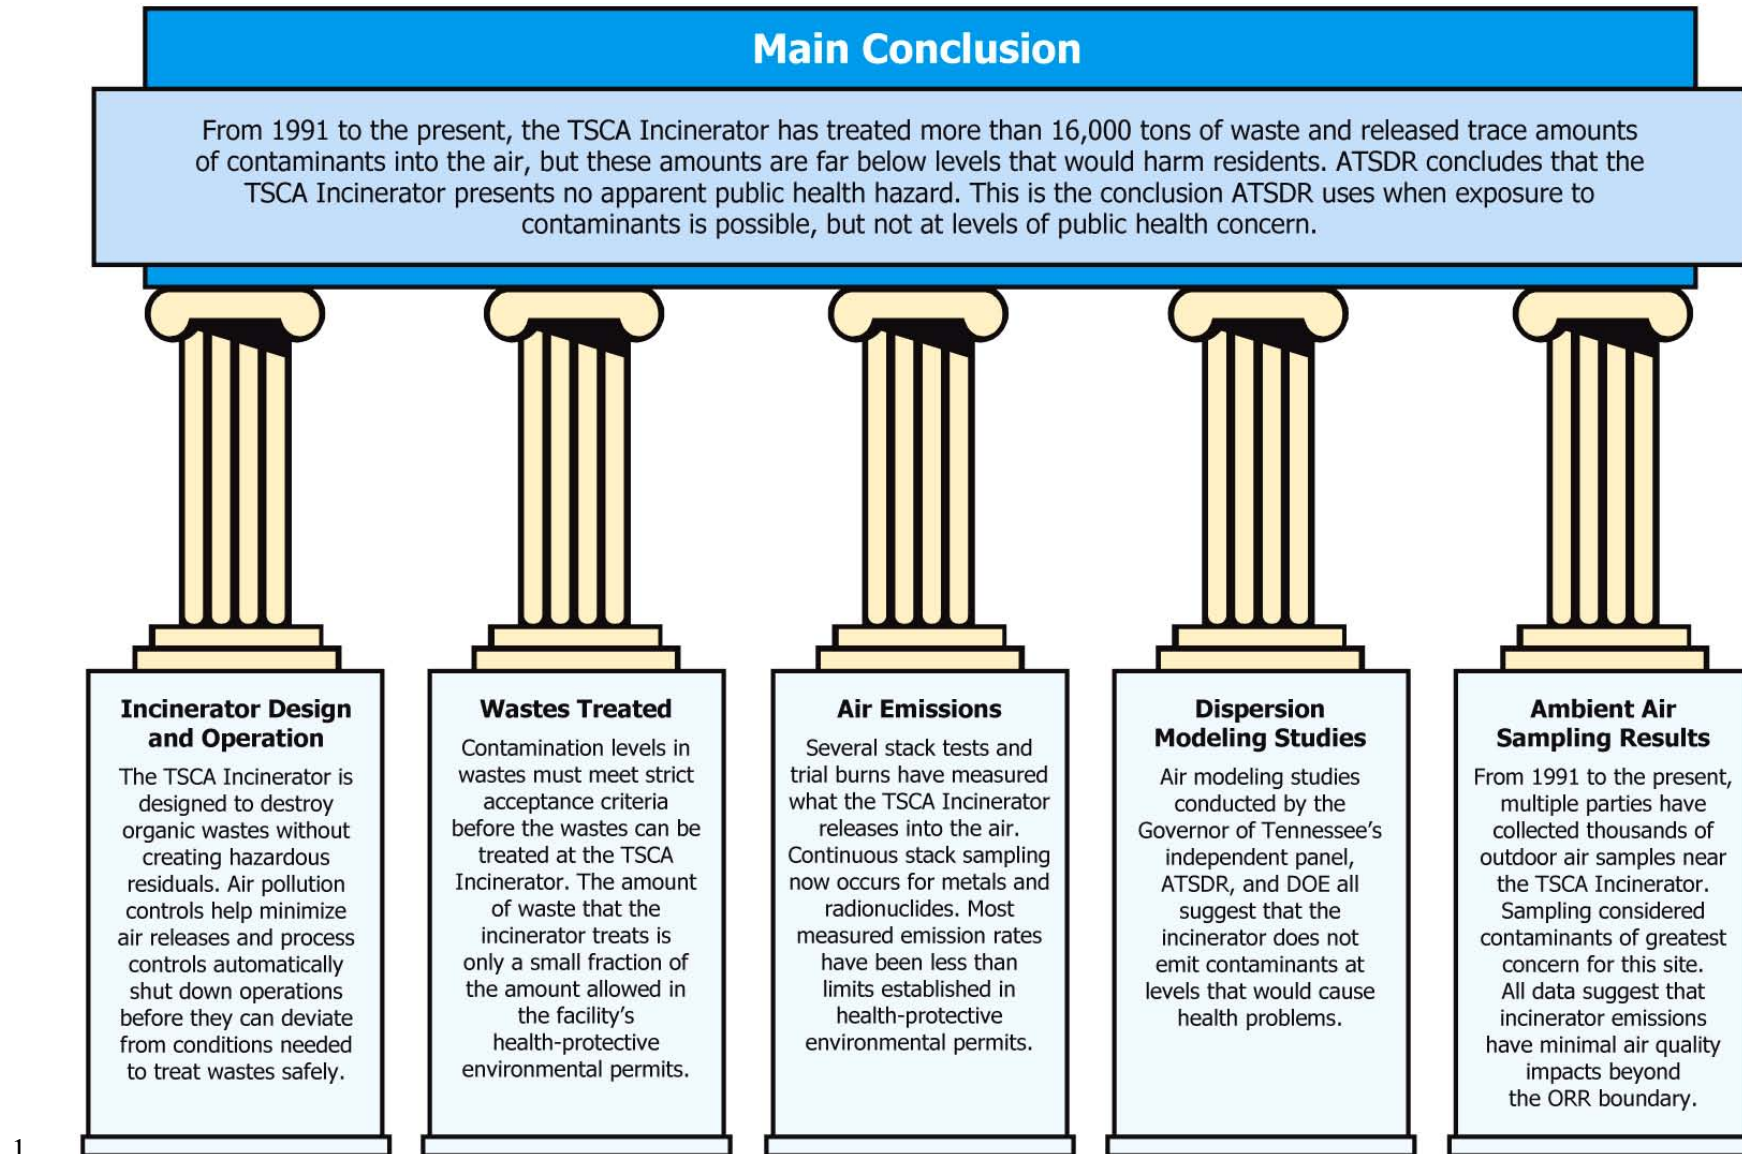 Main Conclusion
From 1991 to the present, the TSCA Incinerator has treated more than 16,000 tons of waste and released trace amounts
of contaminants into the air, but these amounts are far below levels that would harm residents. ATSDR concludes that the
TSCA Incinerator presents no apparent public health hazard. This is the conclusion ATSDR uses when exposure to
contaminants is possible, but not at levels of public health concern.
Incinerator Design
and Operation
The TSCA Incinerator is
designed to destroy
organic wastes without
creating hazardous
residuals. Air pollution
controls help minimize
air releases and process
controls automatically
shut down operations
before they can deviate
from conditions needed
to treat wastes safely.
Wastes Treated
Contamination levels in
wastes must meet strict
acceptance criteria
before the wastes can be
treated at the TSCA
Incinerator. The amount
of waste that the
incinerator treats is
only a small fraction of
the amount allowed in
the facility's
health-protective
environmental permits.
Air Emissions
Several stack tests and
trial burns have measured
what the TSCA Incinerator
releases into the air.
Continuous stack sampling
now occurs for metals and
radionuclides. Most
measured emission rates
have been less than
limits established in
health-protective
environmental permits.
Dispersion
Modeling Studies
Air modeling studies
conducted by the
Governor of Tennessee's
independent panel,
ATSDR, and DOE all
suggest that the
incinerator does not
emit contaminants at
levels that would cause
health problems.
Ambient Air
Sampling Results
From 1991 to the present,
multiple parties have
collected thousands of
outdoor air samples near
the TSCA Incinerator.
Sampling considered
contaminants of greatest
concern for this site.
All data suggest that
incinerator emissions
have minimal air quality
impacts beyond
the ORR boundary.
1